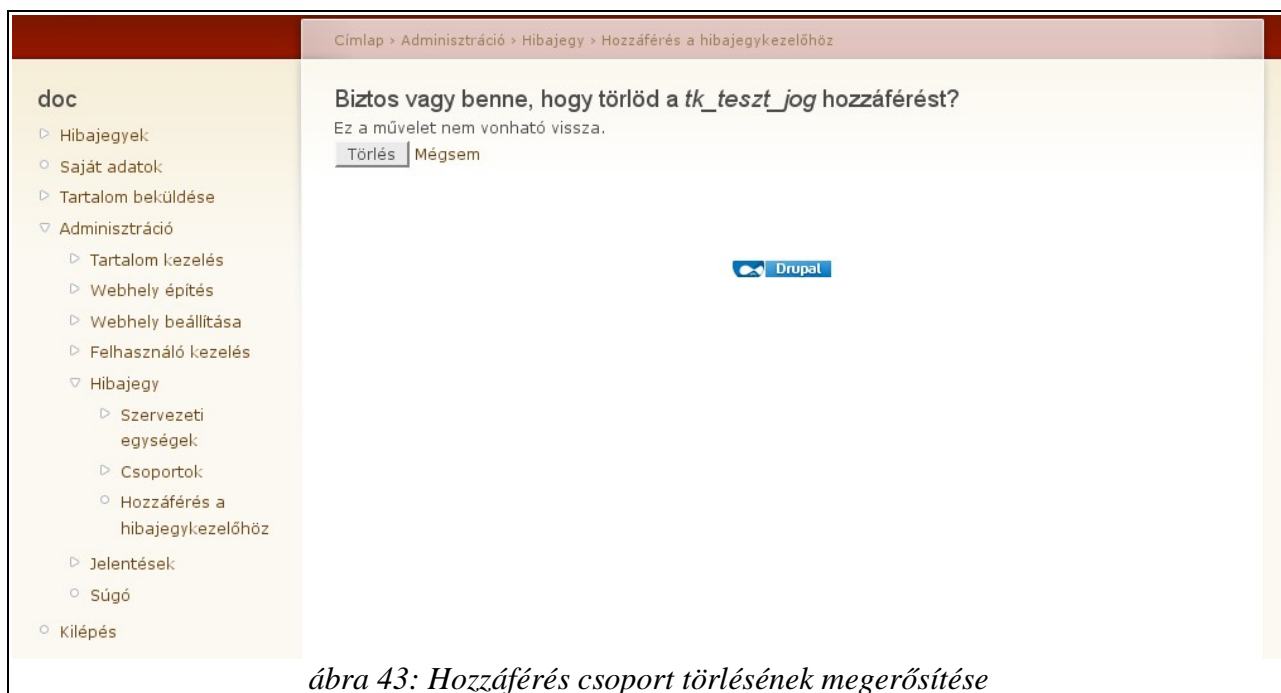 Címlap › Adminisztráció › Hibajegy › Hozzáférés a hibajegykezelőhöz
doc
Hibajegyek
Saját adatok
Tartalom beküldése
Adminisztráció
Tartalom kezelés
Webhely építés
Webhely beállítása
Felhasználó kezelés
Hibajegy
Szervezeti
egységek
Csoportok
Hozzáférés a
hibajegykezelőhöz
Jelentések
Súgó
Kilépés
Biztos vagy benne, hogy törlöd a tk_teszt_jog hozzáférést?
Ez a művelet nem vonható vissza.
Törlés Mégsem
Drupal
ábra 43: Hozzáférés csoport törlésének megerősítése